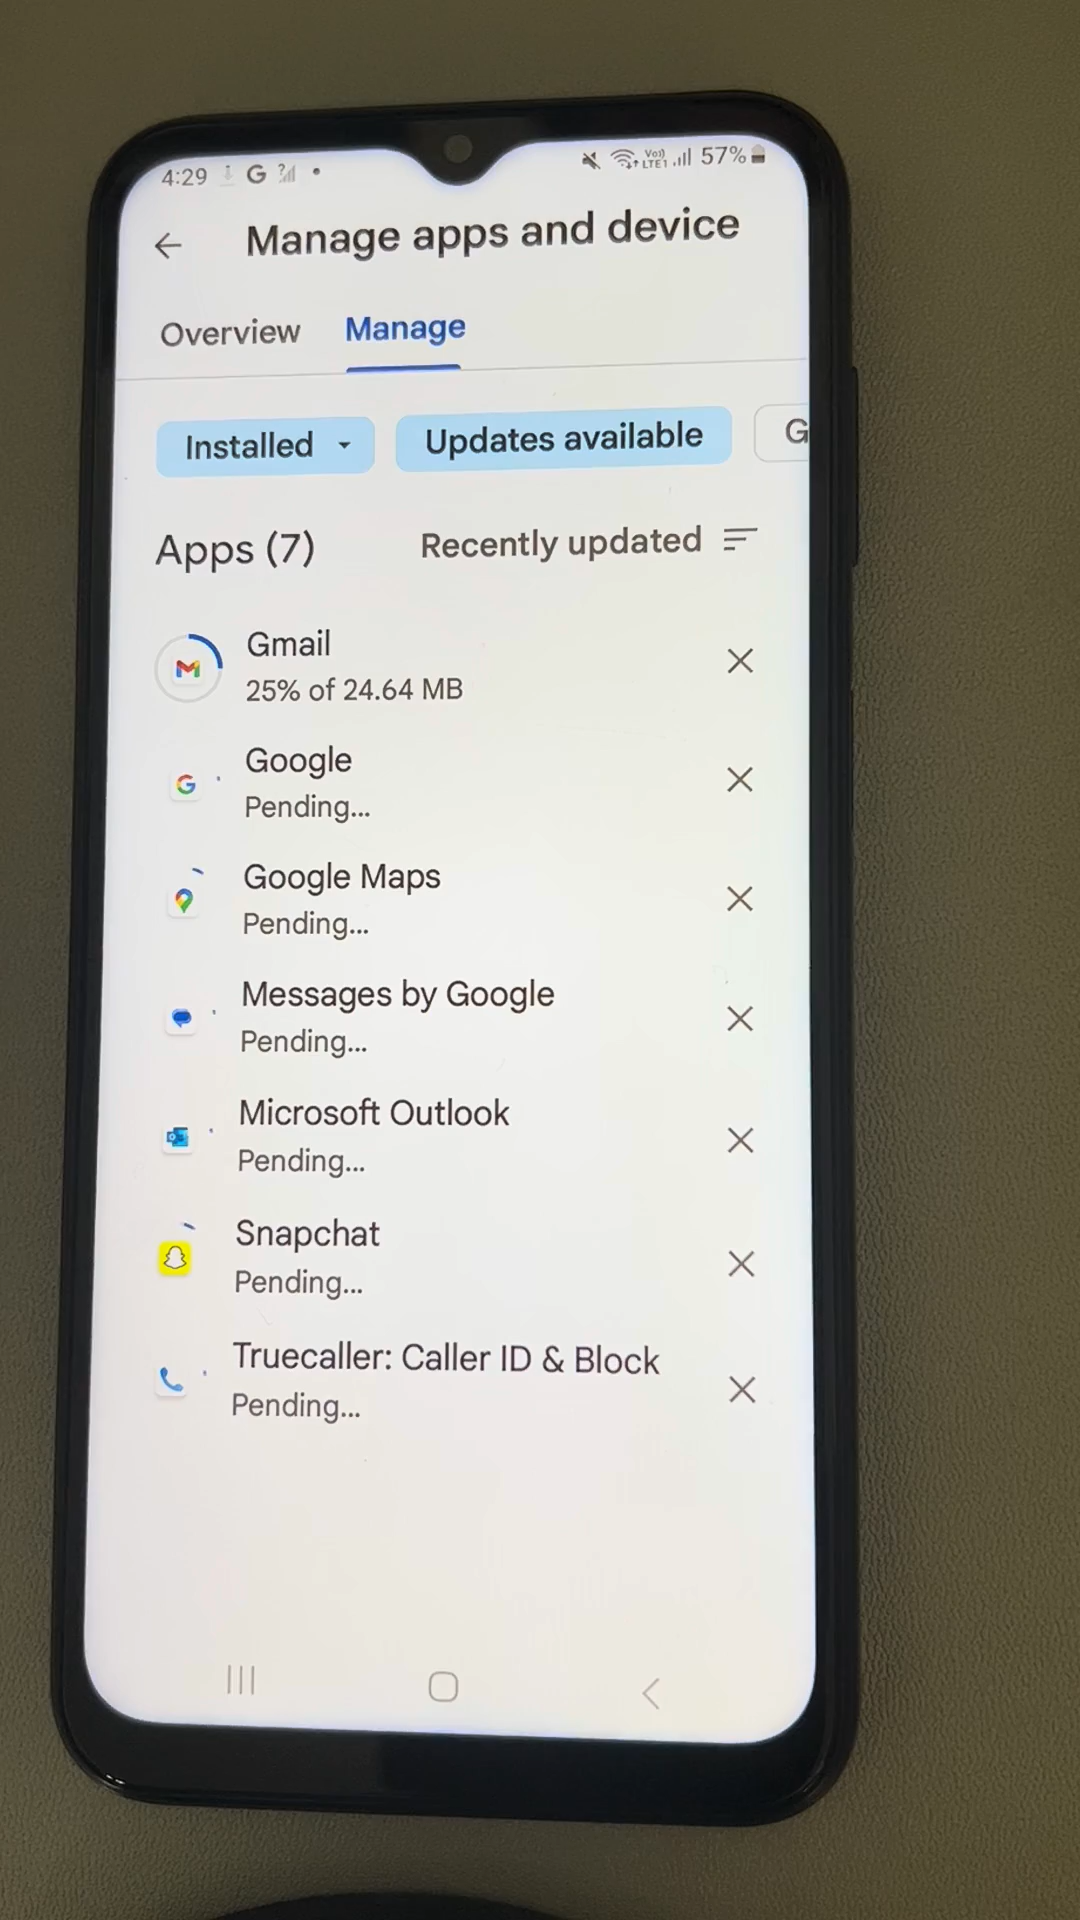 4:29 G
Vo)) LTE1 57%
Manage apps and device
Overview Manage
Installed Updates available G
Apps (7) Recently updated
Gmail
25% of 24.64 MB
Google
Pending...
Google Maps
Pending...
Messages by Google
Pending...
Microsoft Outlook
Pending...
Snapchat
Pending...
Truecaller: Caller ID & Block
Pending...